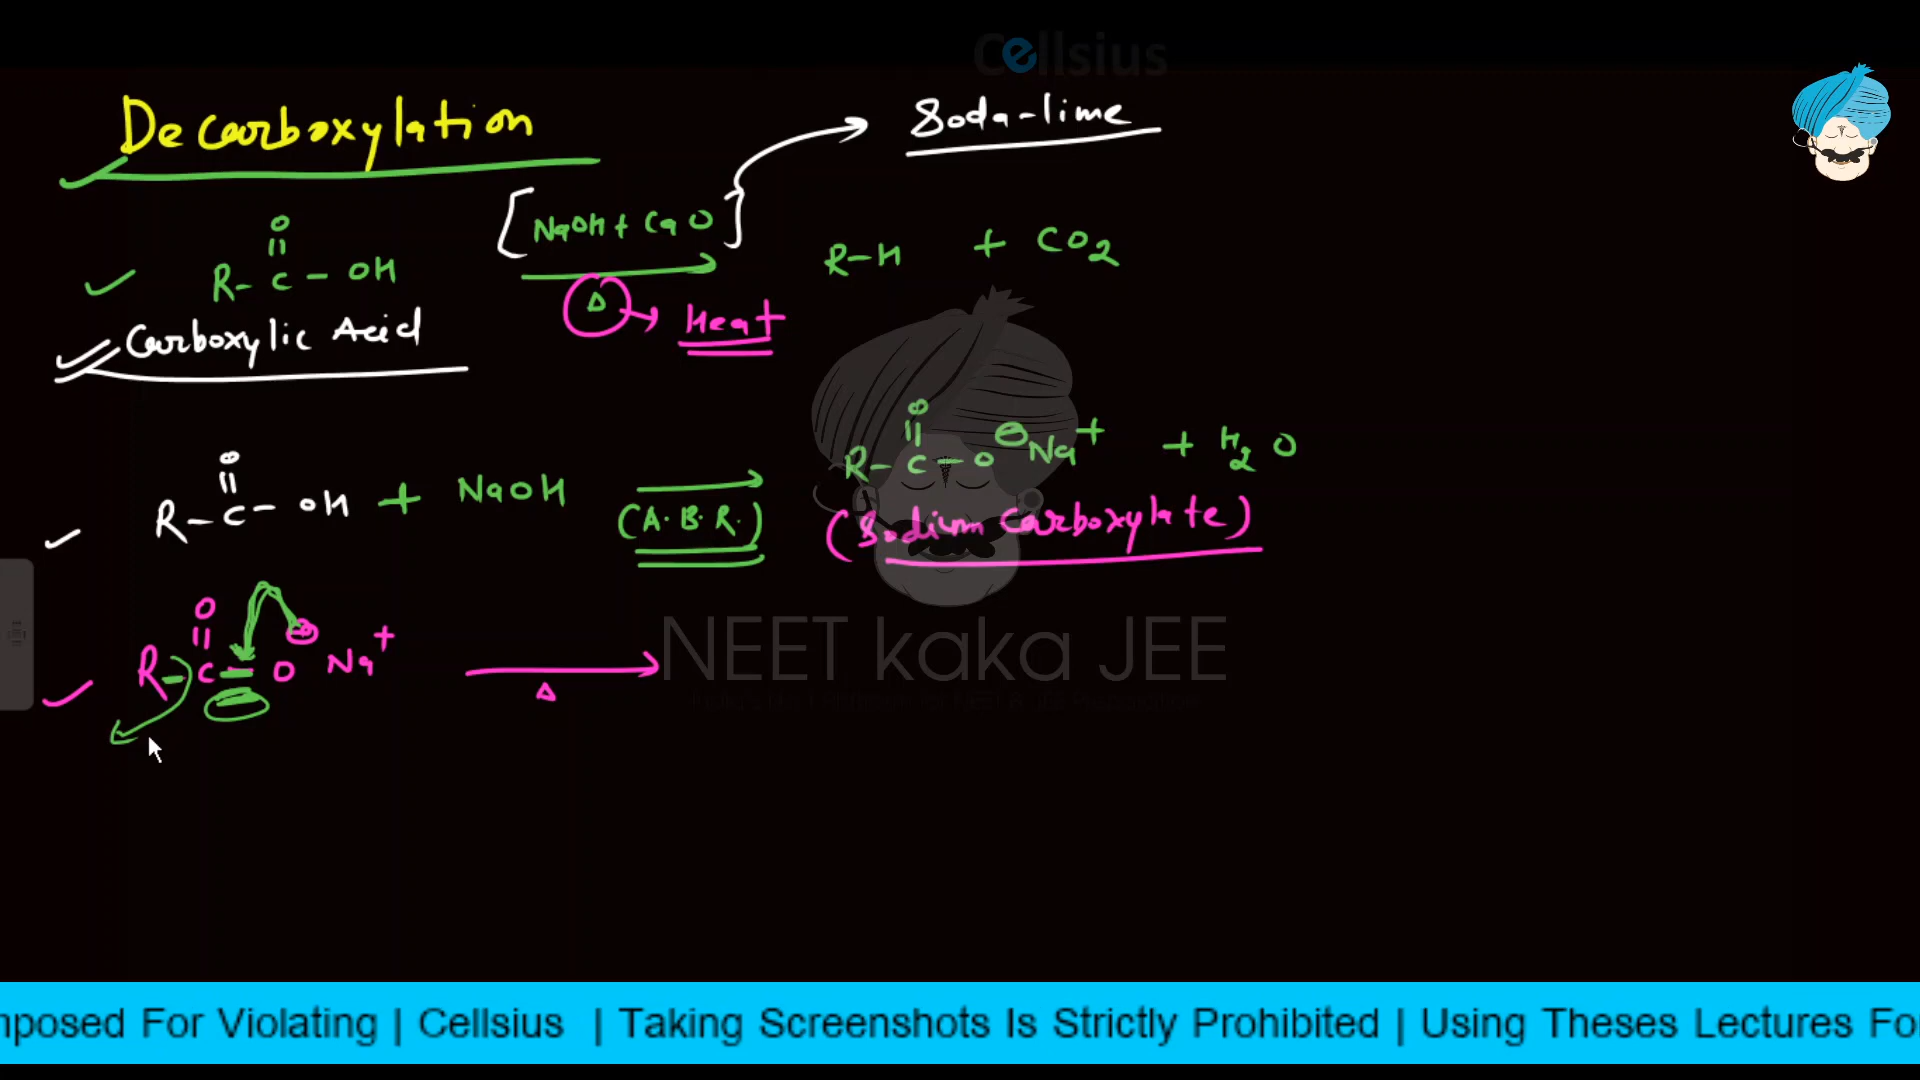 Cellsius
Decarboxylation
Soda-lime
[NaOH + CaO]
O
R-C-OH
Δ → Heat
R-H + CO2
Carboxylic Acid
O
R-C-OH + NaOH
(A.B.R.)
O
R-C-O⊖Na+ + H2O
(Sodium Carboxylate)
O
R-C=O⊖ Na+
Δ
NEET kaka JEE
mposed For Violating | Cellsius | Taking Screenshots Is Strictly Prohibited | Using Theses Lectures Fo